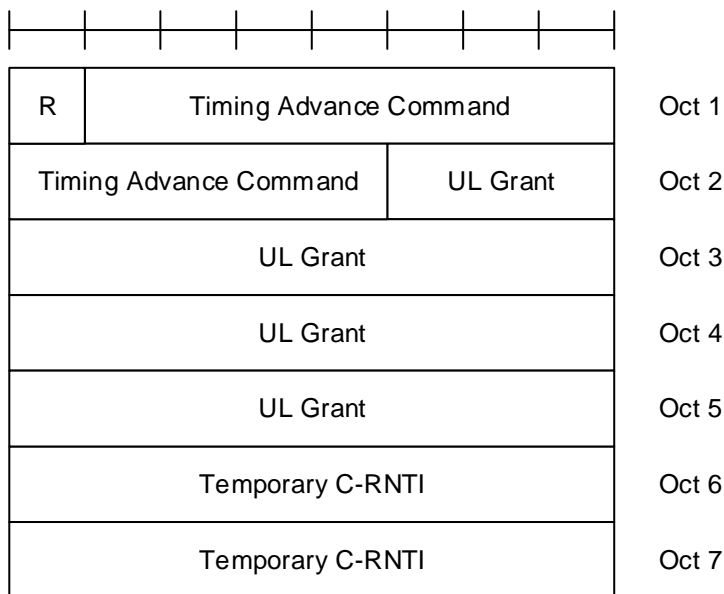 R Timing Advance Command Oct 1
Timing Advance Command UL Grant Oct 2
UL Grant Oct 3
UL Grant Oct 4
UL Grant Oct 5
Temporary C-RNTI Oct 6
Temporary C-RNTI Oct 7